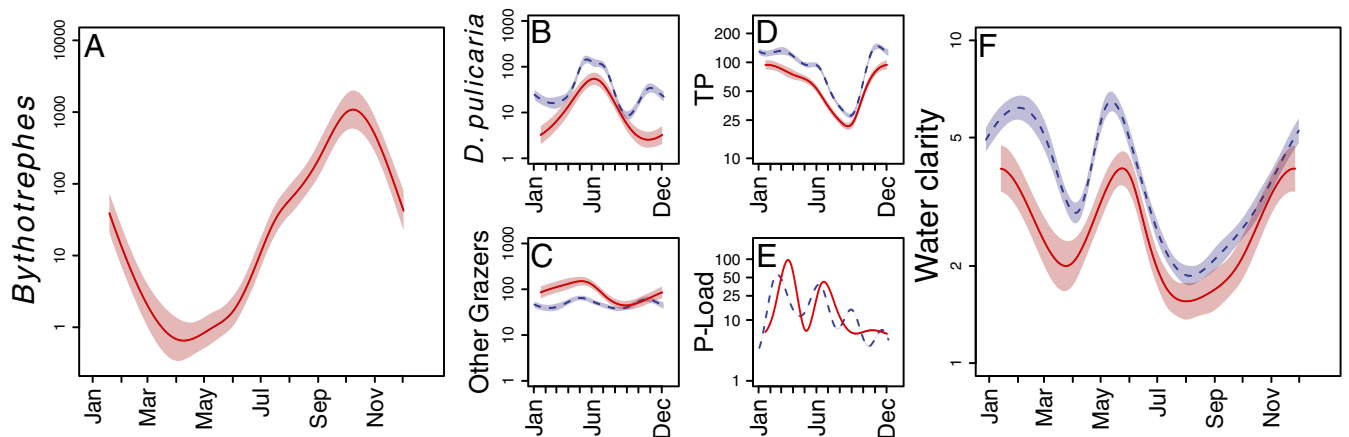 A
Bythotrephes
1
10
100
1000
10000
Jan
Mar
May
Jul
Sep
Nov
B
D. pulicaria
1
10
100
1000
Jan
Jun
Dec
C
Other Grazers
1
10
100
1000
Jan
Jun
Dec
D
TP
10
25
50
100
200
Jan
Jun
Dec
E
P-Load
1
10
25
50
100
Jan
Jun
Dec
F
Water clarity
1
2
5
10
Jan
Mar
May
Jul
Sep
Nov